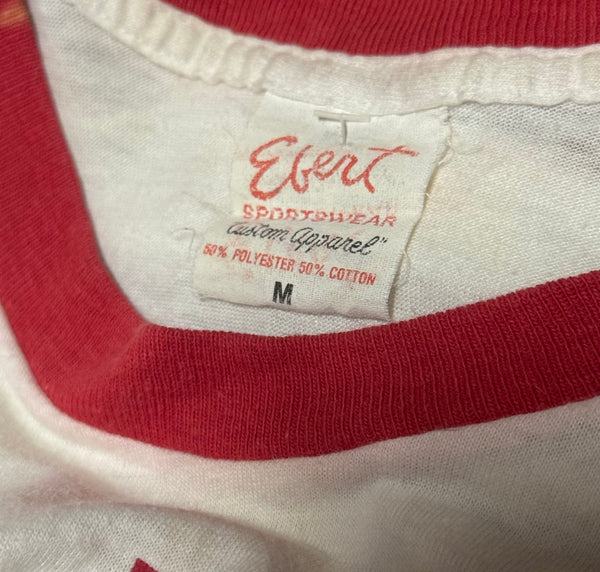 Ebert
SPORTSWEAR
Custom Apparel"
50% POLYESTER 50% COTTON
M